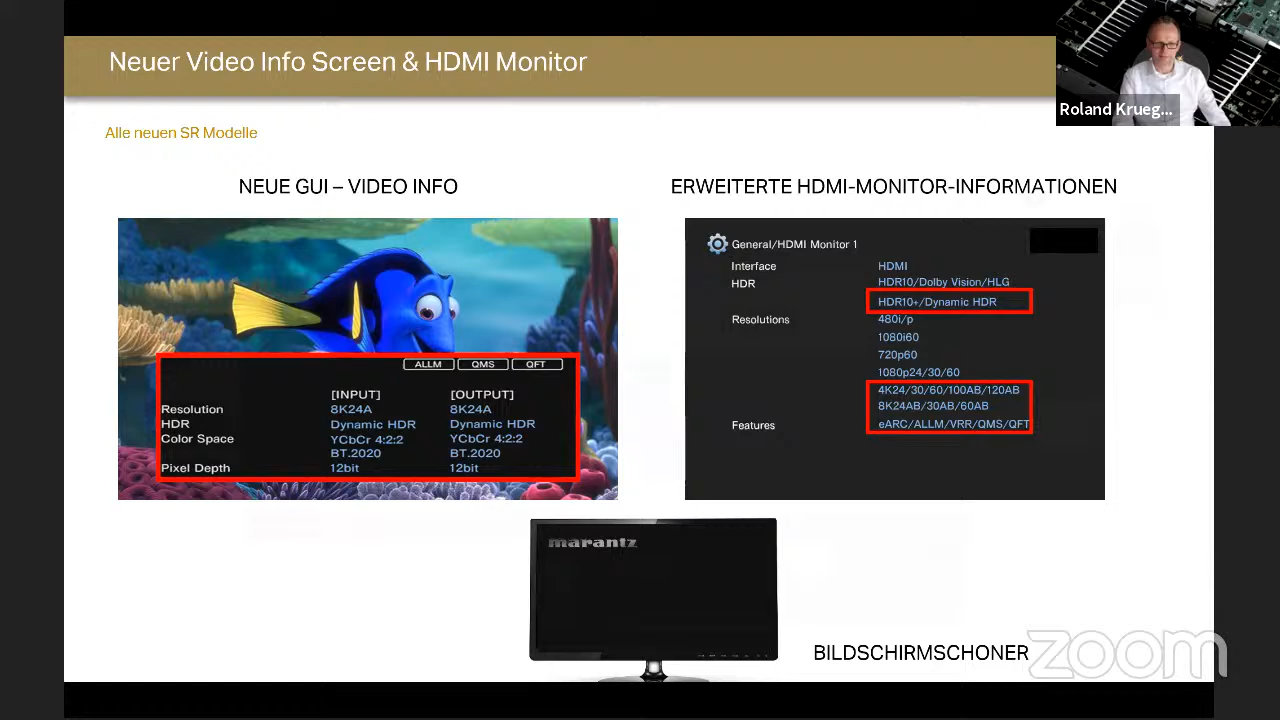 Neuer Video Info Screen & HDMI Monitor
Roland Krueg...
Alle neuen SR Modelle
NEUE GUI – VIDEO INFO
ALLM QMS QFT
[INPUT] [OUTPUT]
Resolution 8K24A 8K24A
HDR Dynamic HDR Dynamic HDR
Color Space YCbCr 4:2:2 YCbCr 4:2:2
BT.2020 BT.2020
Pixel Depth 12bit 12bit
ERWEITERTE HDMI-MONITOR-INFORMATIONEN
General/HDMI Monitor 1
Interface HDMI
HDR HDR10/Dolby Vision/HLG
HDR10+/Dynamic HDR
Resolutions 480i/p
1080i60
720p60
1080p24/30/60
4K24/30/60/100AB/120AB
8K24AB/30AB/60AB
Features eARC/ALLM/VRR/QMS/QFT
marantz
BILDSCHIRMSCHONER
zoom